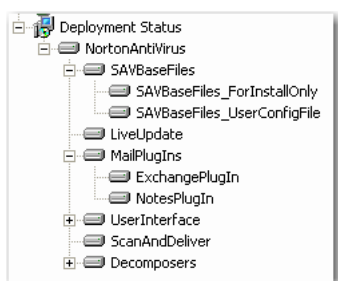 Deployment Status
NortonAntiVirus
SAVBaseFiles
SAVBaseFiles_ForInstallOnly
SAVBaseFiles_UserConfigFile
LiveUpdate
MailPlugIns
ExchangePlugIn
NotesPlugIn
UserInterface
ScanAndDeliver
Decomposers